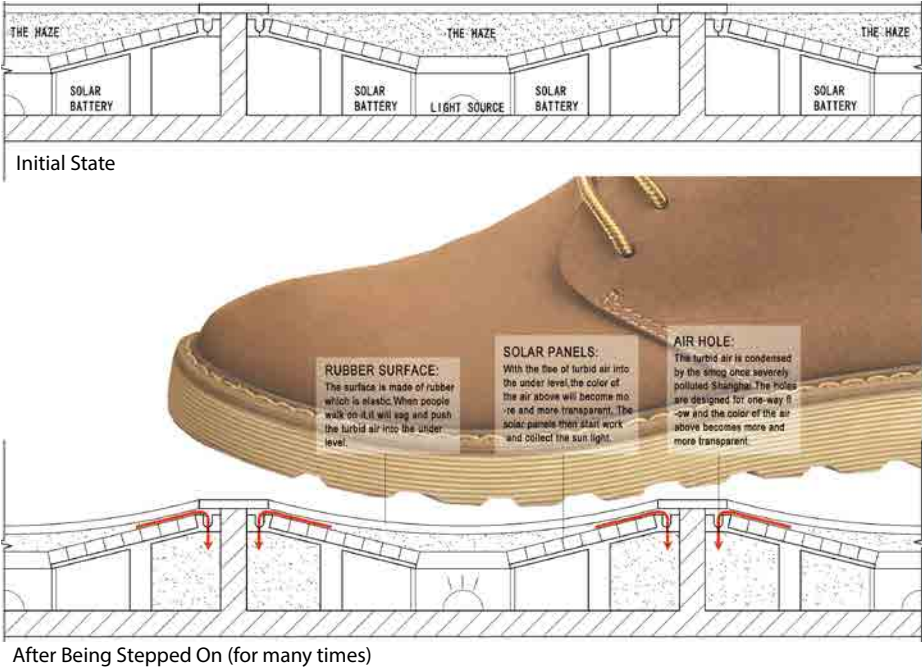 THE HAZE
THE HAZE
THE HAZE
SOLAR
BATTERY
SOLAR
BATTERY
LIGHT SOURCE
SOLAR
BATTERY
SOLAR
BATTERY
Initial State
RUBBER SURFACE:
The surface is made of rubber
which is elastic. When people
walk on it,it will sag and push
the turbid air into the under
level.
SOLAR PANELS:
With the flee of turbid air into
the under level,the color of
the air above will become mo
-re and more transparent. The
solar panels then start work
and collect the sun light.
AIR HOLE:
The turbid air is condensed
by the smog once severely
polluted Shanghai. The holes
are designed for one-way fl
-ow and the color of the air
above becomes more and
more transparent.
After Being Stepped On (for many times)